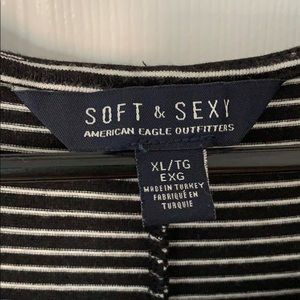 SOFT & SEXY
AMERICAN EAGLE OUTFITTERS
XL/TG
EXG
MADE IN TURKEY
FABRIQUÉ EN
TURQUIE